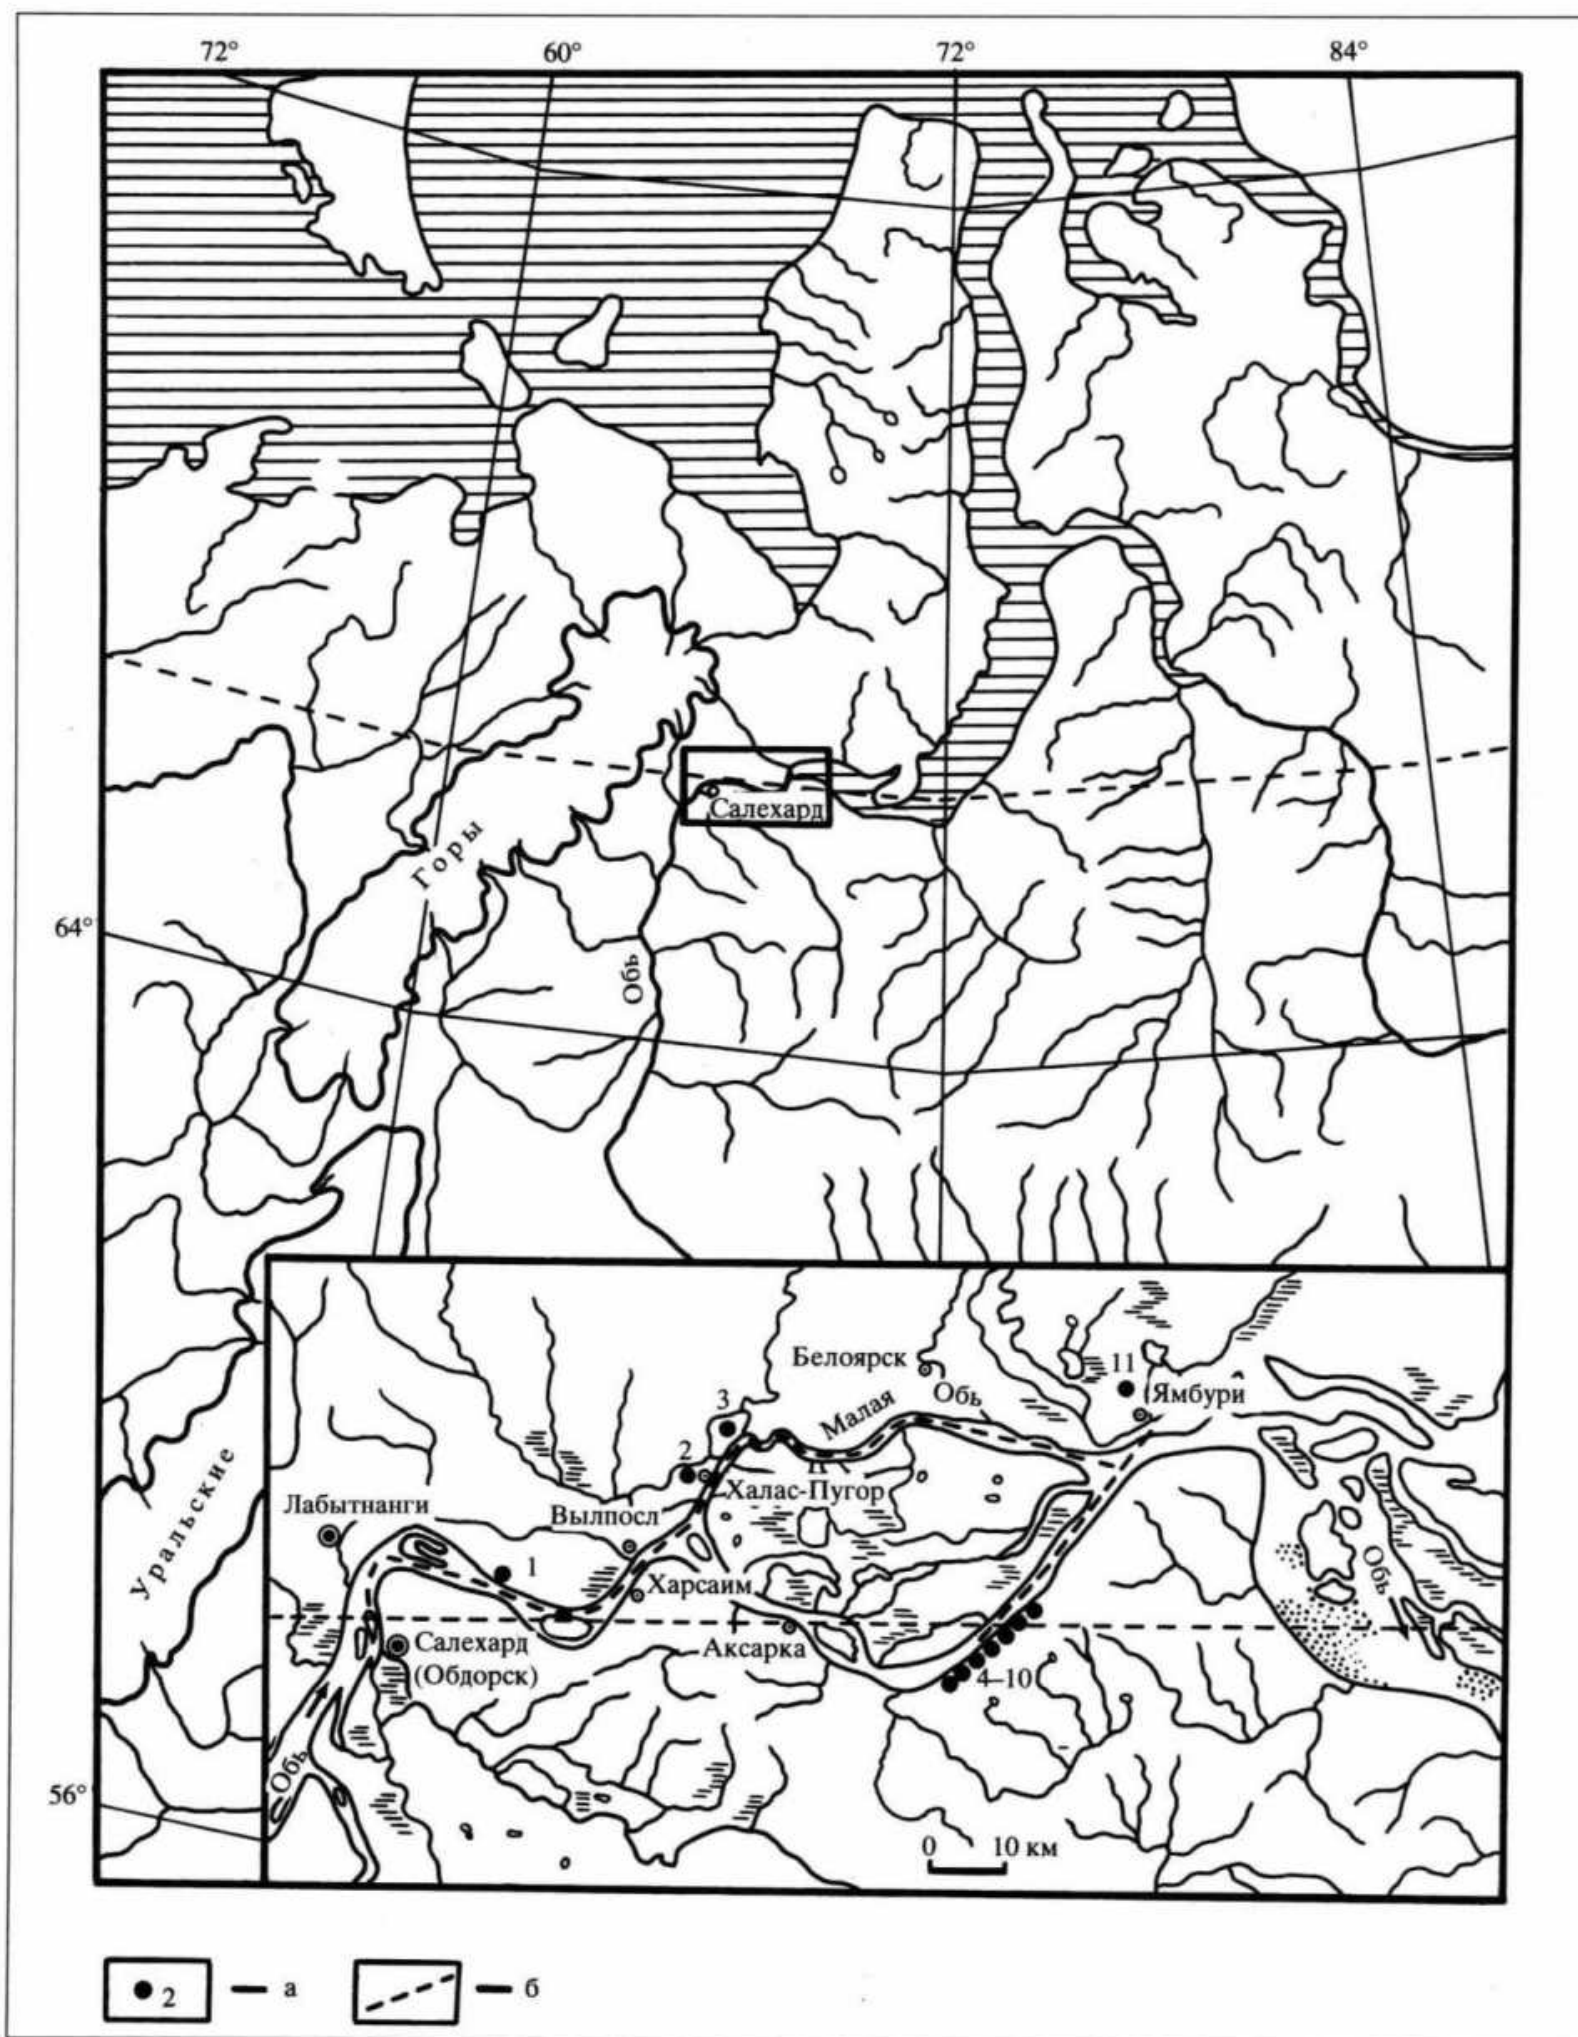 72° 60° 72° 84°
Салехард
Горы
64°
Обь
Белоярск
11
Обь
Ямбури
3
Малая
2
Халас-Пугор
Лабытнанги
Вылпосл
Уральские
1
Харсаим
Обь
Салехард
(Обдорск)
Аксарка
4–10
Обь
56°
0 10 км
2 а б